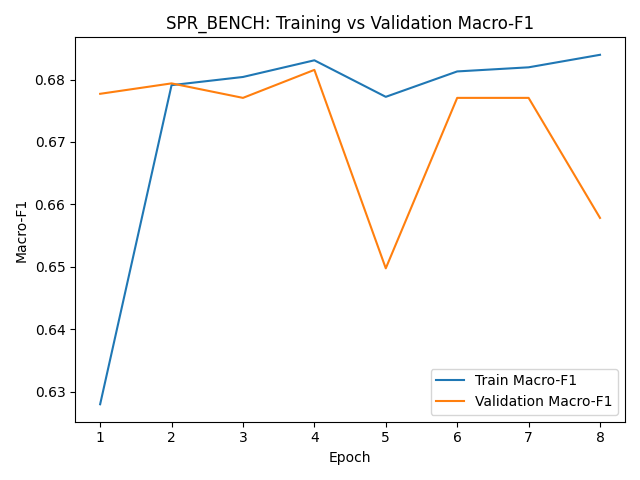 SPR_BENCH: Training vs Validation Macro-F1
Macro-F1
0.68
0.67
0.66
0.65
0.64
0.63
Train Macro-F1
Validation Macro-F1
1 2 3 4 5 6 7 8
Epoch